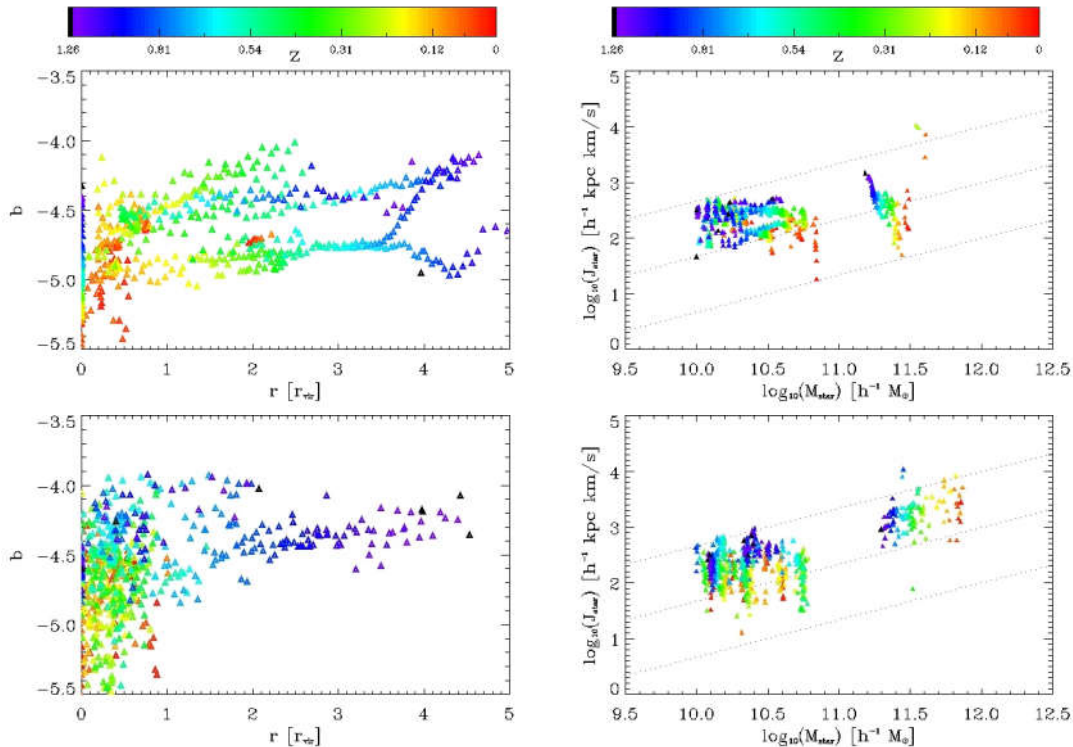 1.26 0.81 0.54 0.31 0.12 0
Z
1.26 0.81 0.54 0.31 0.12 0
Z
−3.5
−4.0
−4.5
−5.0
−5.5
b
0 1 2 3 4 5
r [r_vir]
5
4
3
2
1
0
log₁₀(J_star) [h⁻¹ kpc km/s]
9.5 10.0 10.5 11.0 11.5 12.0 12.5
log₁₀(M_star) [h⁻¹ M_⊙]
−3.5
−4.0
−4.5
−5.0
−5.5
b
0 1 2 3 4 5
r [r_vir]
5
4
3
2
1
0
log₁₀(J_star) [h⁻¹ kpc km/s]
9.5 10.0 10.5 11.0 11.5 12.0 12.5
log₁₀(M_star) [h⁻¹ M_⊙]